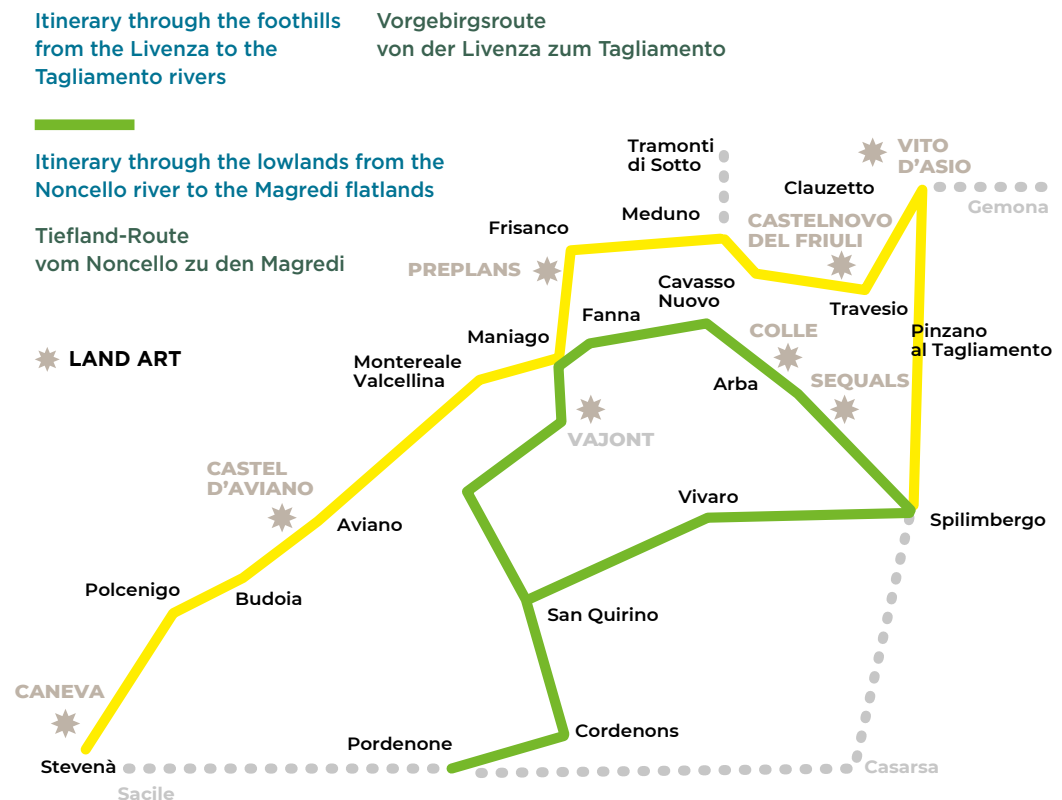 Itinerary through the foothills
from the Livenza to the
Tagliamento rivers
Vorgebirgsroute
von der Livenza zum Tagliamento
Itinerary through the lowlands from the
Noncello river to the Magredi flatlands
Tiefland-Route
vom Noncello zu den Magredi
LAND ART
Tramonti
di Sotto
VITO
D'ASIO
Clauzetto
Gemona
Meduno
CASTELNOVO
DEL FRIULI
Frisanco
PREPLANS
Cavasso
Nuovo
Travesio
Fanna
COLLE
Pinzano
al Tagliamento
Maniago
Montereale
Valcellina
Arba
SEQUALS
VAJONT
CASTEL
D'AVIANO
Aviano
Vivaro
Spilimbergo
Polcenigo
Budoia
San Quirino
CANEVA
Cordenons
Pordenone
Stevenà
Casarsa
Sacile